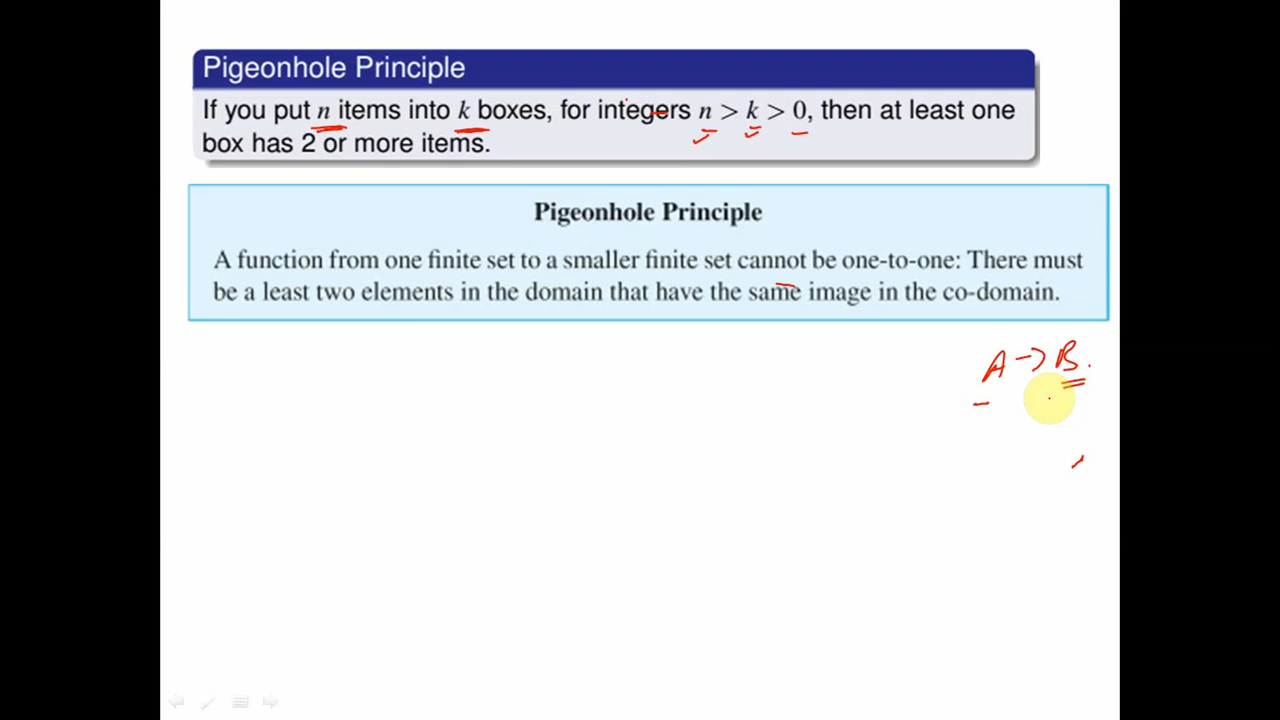 Pigeonhole Principle
If you put n items into k boxes, for integers n > k > 0, then at least one
box has 2 or more items.
Pigeonhole Principle
A function from one finite set to a smaller finite set cannot be one-to-one: There must
be a least two elements in the domain that have the same image in the co-domain.
A → B.